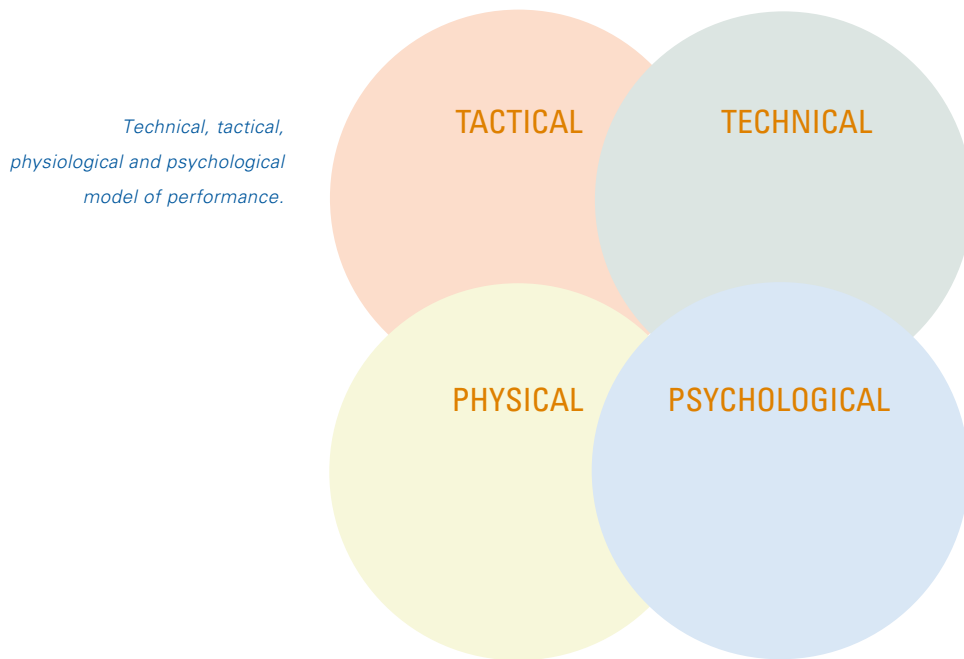 Technical, tactical,
physiological and psychological
model of performance.
TACTICAL
TECHNICAL
PHYSICAL
PSYCHOLOGICAL